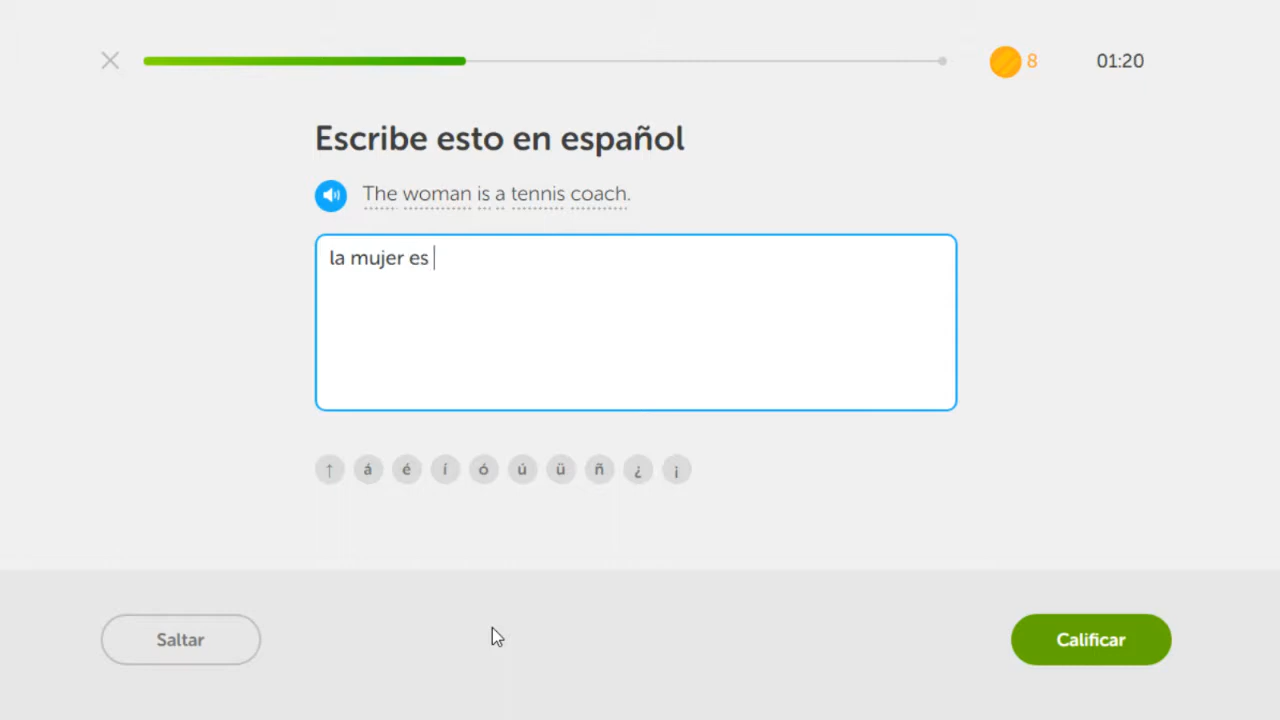 8 01:20
Escribe esto en español
The woman is a tennis coach.
la mujer es
↑ á é í ó ú ü ñ ¿ ¡
Saltar Calificar